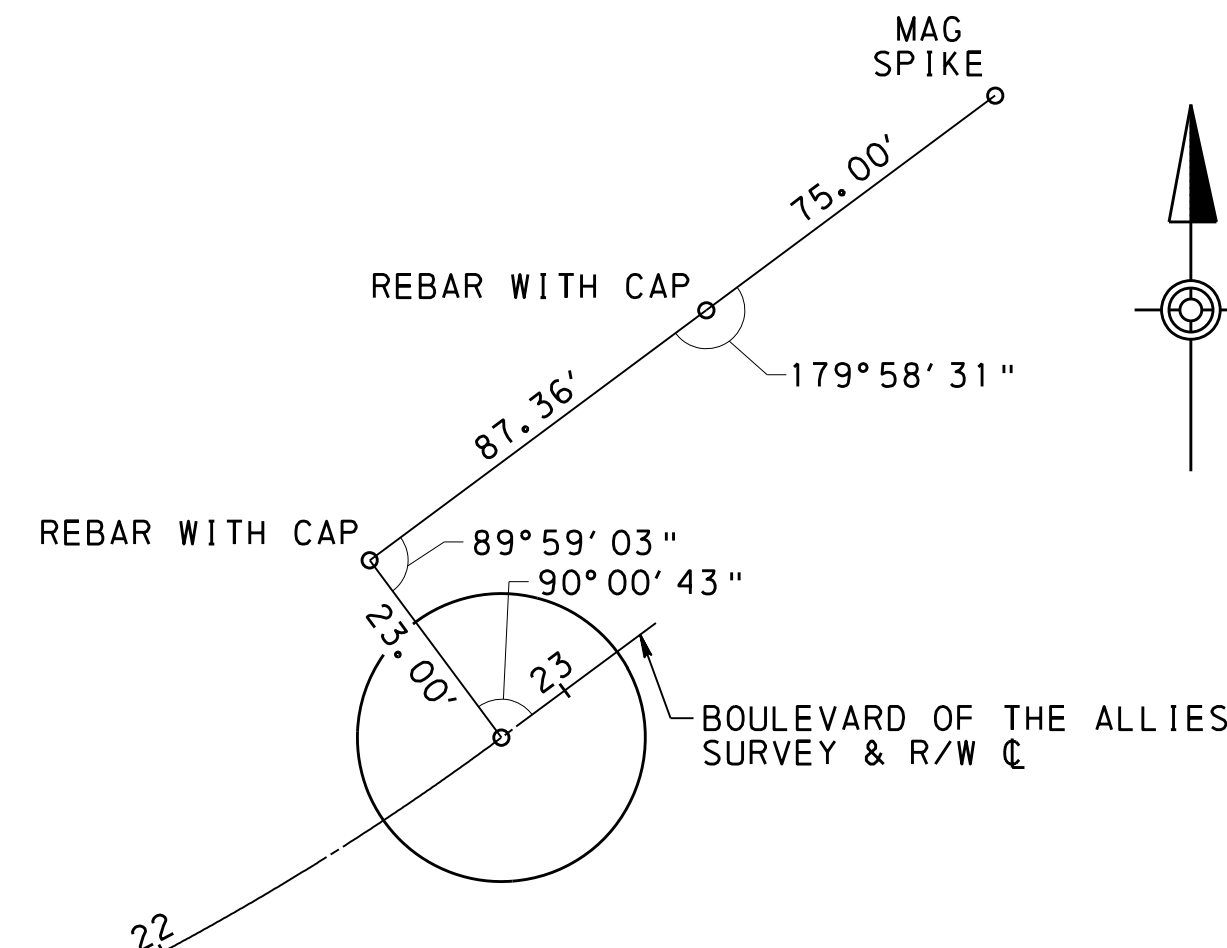 MAG
SPIKE
75.00'
REBAR WITH CAP
179°58'31"
87.36'
REBAR WITH CAP
89°59'03"
90°00'43"
23.00'
23
BOULEVARD OF THE ALLIES
SURVEY & R/W ℄
22